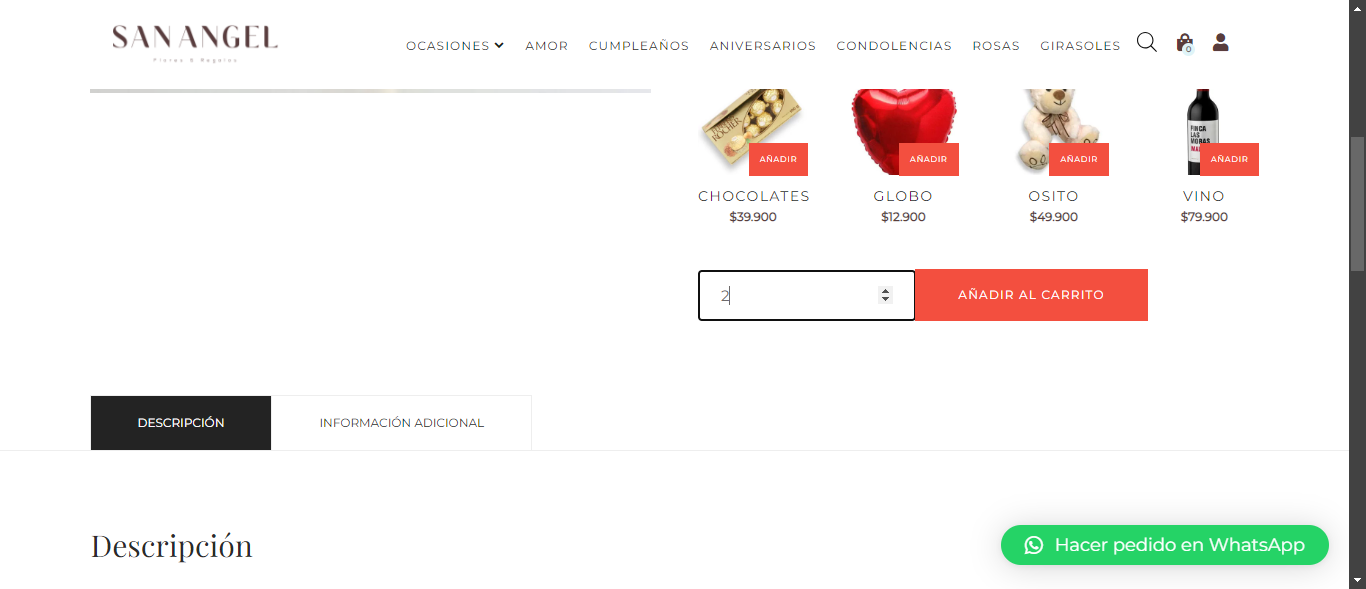 SAN ANGEL
Flores & Regalos
OCASIONES AMOR CUMPLEAÑOS ANIVERSARIOS CONDOLENCIAS ROSAS GIRASOLES
0
ROCHER
FINCA
LAS
MORAS
AÑADIR AÑADIR AÑADIR AÑADIR
CHOCOLATES GLOBO OSITO VINO
$39.900 $12.900 $49.900 $79.900
2 AÑADIR AL CARRITO
DESCRIPCIÓN INFORMACIÓN ADICIONAL
Descripción
Hacer pedido en WhatsApp